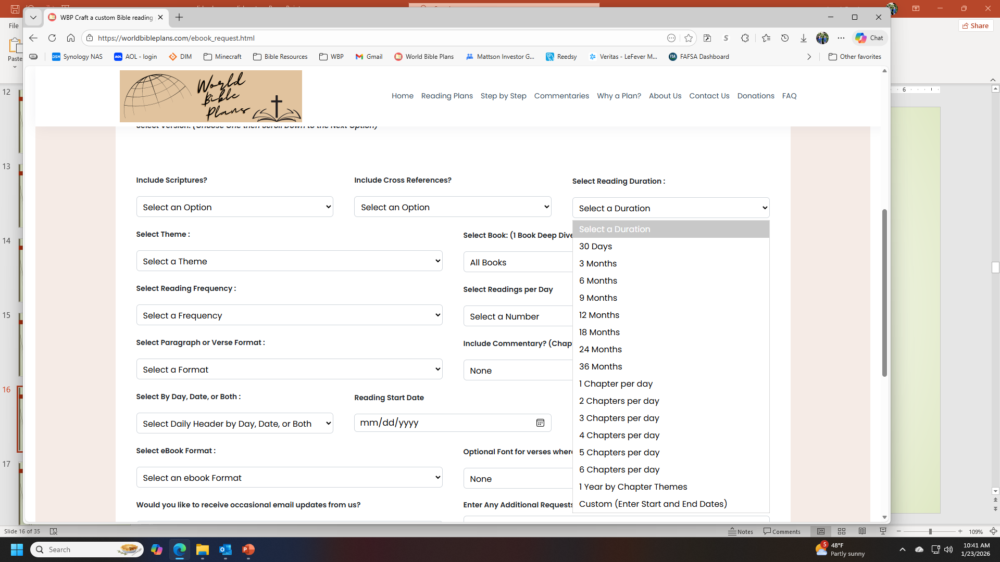 WBP Craft a custom Bible reading
File
Share
https://worldbibleplans.com/ebook_request.html
Chat
Paste
Synology NAS
AOL - login
DIM
Minecraft
Bible Resources
WBP
Gmail
World Bible Plans
Mattson Investor G...
Reedsy
Veritas - LeFever M...
FAFSA Dashboard
Other favorites
World
Bible
Plans
Home
Reading Plans
Step by Step
Commentaries
Why a Plan?
About Us
Contact Us
Donations
FAQ
6
12
13
14
15
16
17
Select Version: (Choose One then Scroll Down to the Next Option)
Include Scriptures?
Include Cross References?
Select Reading Duration :
Select an Option
Select an Option
Select a Duration
Select a Duration
30 Days
3 Months
6 Months
9 Months
12 Months
18 Months
24 Months
36 Months
1 Chapter per day
2 Chapters per day
3 Chapters per day
4 Chapters per day
5 Chapters per day
6 Chapters per day
1 Year by Chapter Themes
Custom (Enter Start and End Dates)
Select Theme :
Select Book: (1 Book Deep Dive
Select a Theme
All Books
Select Reading Frequency :
Select Readings per Day
Select a Frequency
Select a Number
Select Paragraph or Verse Format :
Include Commentary? (Chap
Select a Format
None
Select By Day, Date, or Both :
Reading Start Date
Select Daily Header by Day, Date, or Both
mm/dd/yyyy
Select eBook Format :
Optional Font for verses where
Select an ebook Format
None
Would you like to receive occasional email updates from us?
Enter Any Additional Requests
Slide 16 of 35
Notes
Comments
109%
Search
5
48°F
Partly sunny
10:41 AM
1/23/2026